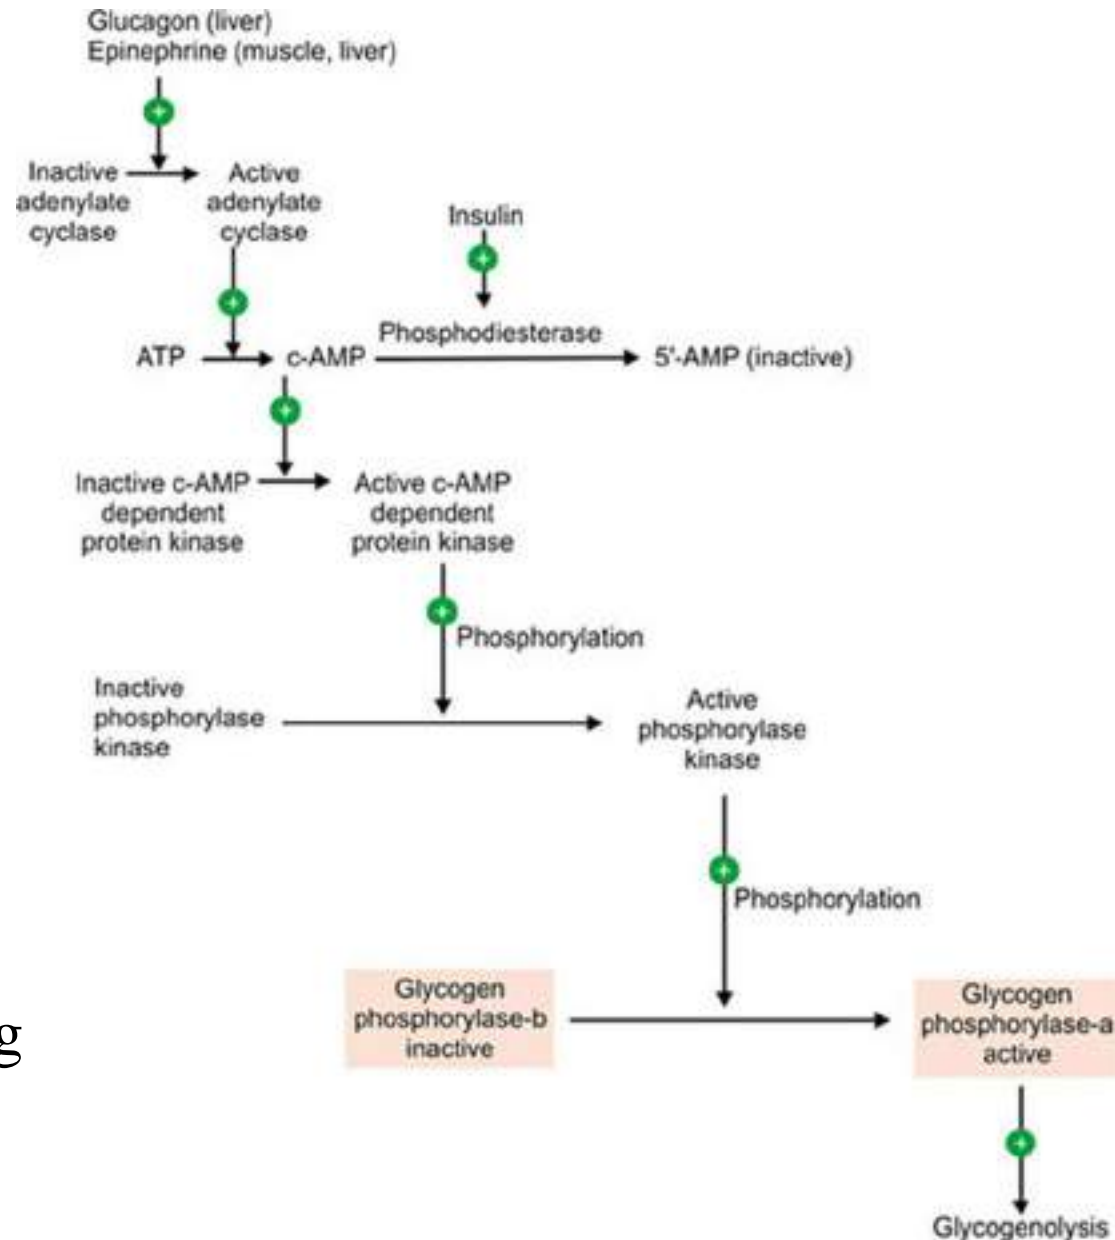 Glucagon (liver)
Epinephrine (muscle, liver)
Inactive
adenylate
cyclase
Active
adenylate
cyclase
Insulin
Phosphodiesterase
ATP
c-AMP
5'-AMP (inactive)
Inactive c-AMP
dependent
protein kinase
Active c-AMP
dependent
protein kinase
Phosphorylation
Inactive
phosphorylase
kinase
Active
phosphorylase
kinase
Phosphorylation
Glycogen
phosphorylase-b
inactive
Glycogen
phosphorylase-a
active
g
Glycogenolysis